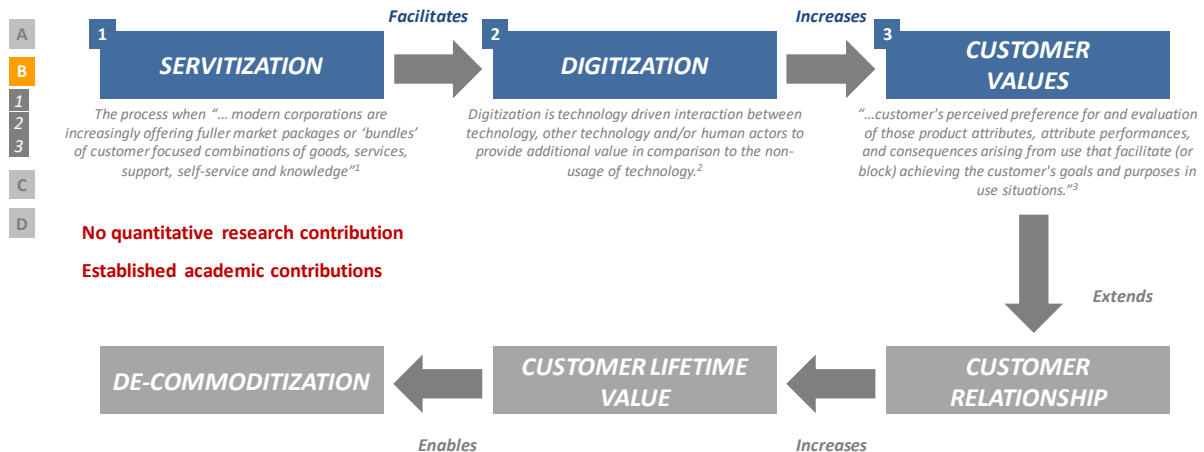 Facilitates
Increases
A
B
1
2
3
C
D
1
SERVITIZATION
2
DIGITIZATION
3
CUSTOMER
VALUES
The process when “… modern corporations are
increasingly offering fuller market packages or ‘bundles’
of customer focused combinations of goods, services,
support, self-service and knowledge”1
Digitization is technology driven interaction between
technology, other technology and/or human actors to
provide additional value in comparison to the non-
usage of technology.2
“…customer's perceived preference for and evaluation
of those product attributes, attribute performances,
and consequences arising from use that facilitate (or
block) achieving the customer's goals and purposes in
use situations.”3
No quantitative research contribution
Established academic contributions
Extends
DE-COMMODITIZATION
CUSTOMER LIFETIME
VALUE
CUSTOMER
RELATIONSHIP
Enables
Increases